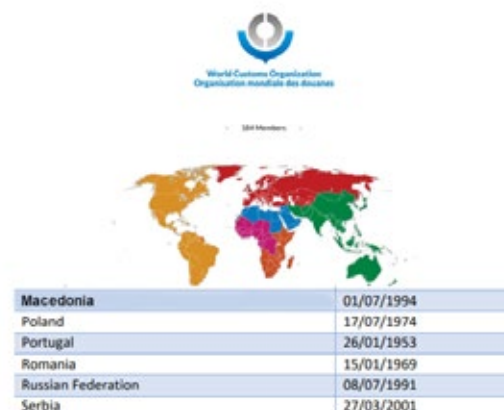 World Customs Organization
Organisation mondiale des douanes
184 Members
Macedonia 01/07/1994
Poland 17/07/1974
Portugal 26/01/1953
Romania 15/01/1969
Russian Federation 08/07/1991
Serbia 27/03/2001